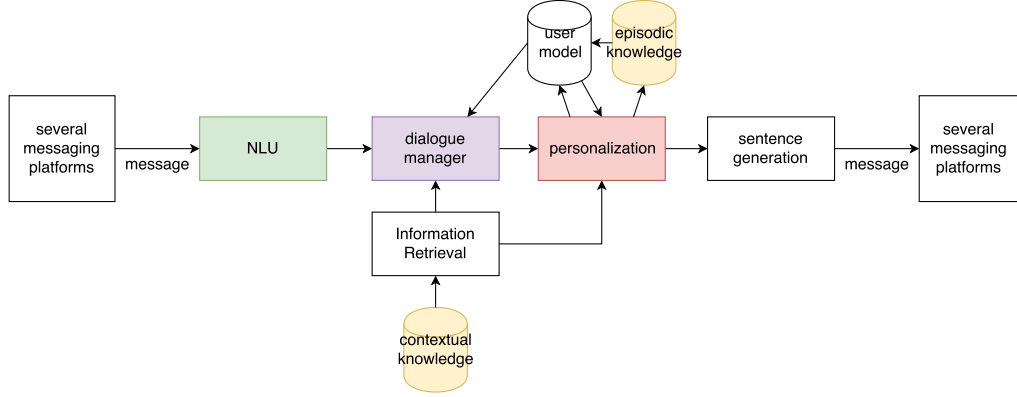 user
model
episodic
knowledge
several
messaging
platforms
message
NLU
dialogue
manager
personalization
sentence
generation
message
several
messaging
platforms
Information
Retrieval
contextual
knowledge